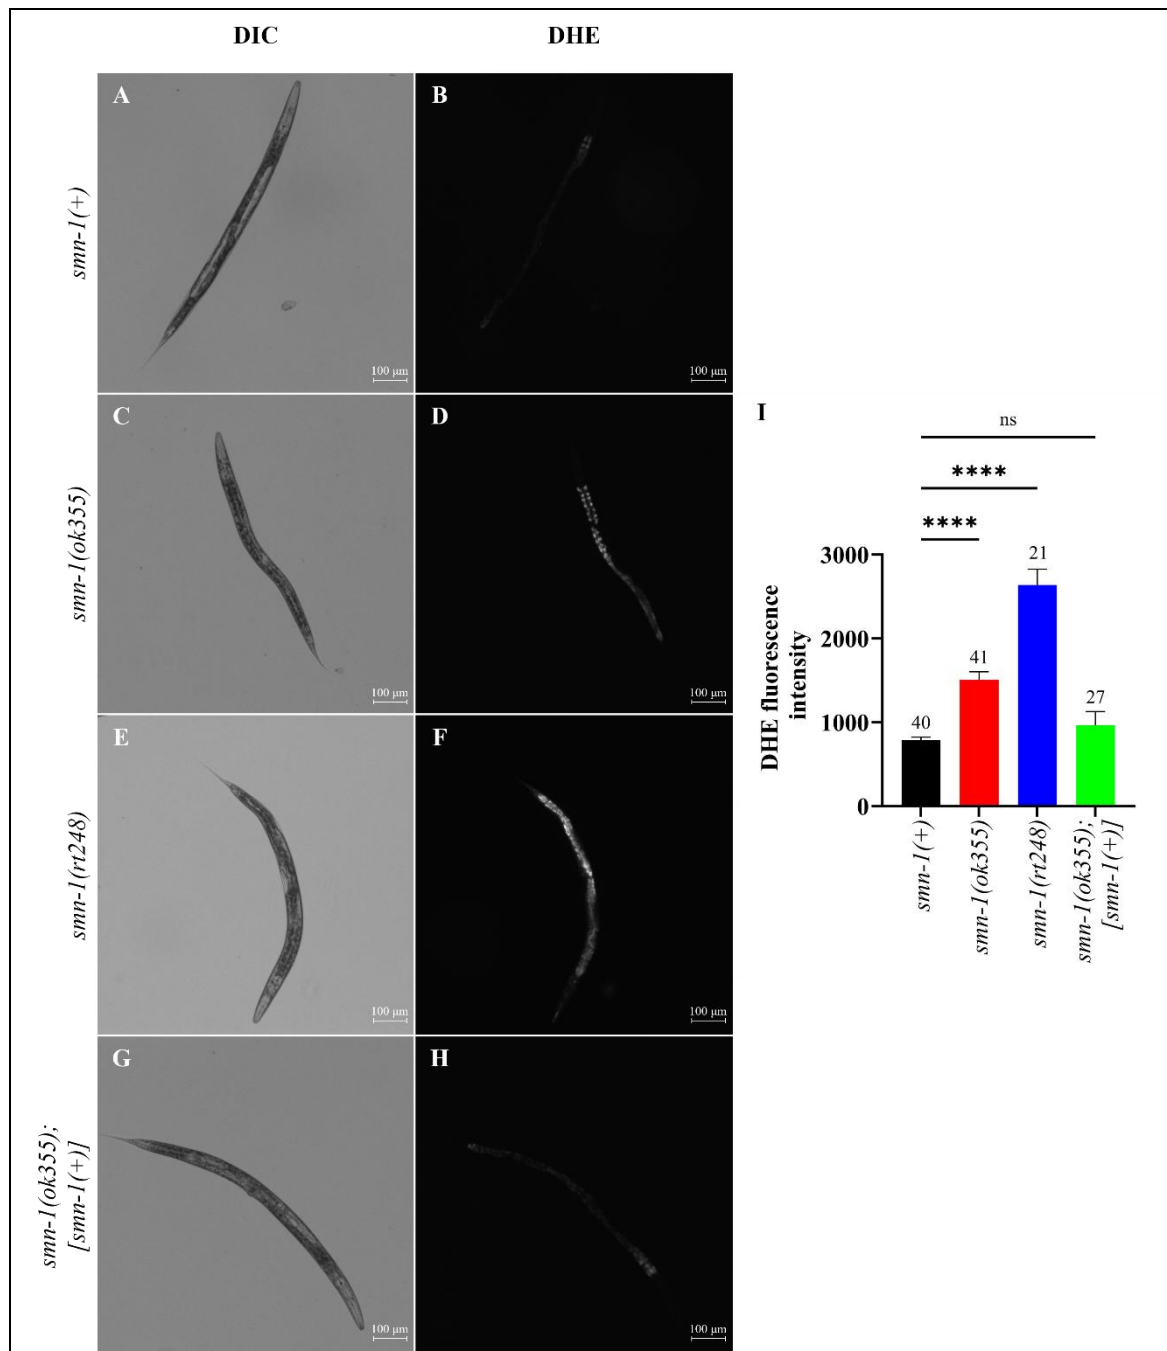 DIC
DHE
smn-1(+)
A
B
100 µm
100 µm
smn-1(ok355)
C
D
100 µm
100 µm
smn-1(rt248)
E
F
100 µm
100 µm
smn-1(ok355);
[smn-1(+)]
G
H
100 µm
100 µm
I
ns
****
****
DHE fluorescence
intensity
3000
2000
1000
0
40
41
21
27
smn-1(+)
smn-1(ok355)
smn-1(rt248)
smn-1(ok355);
[smn-1(+)]